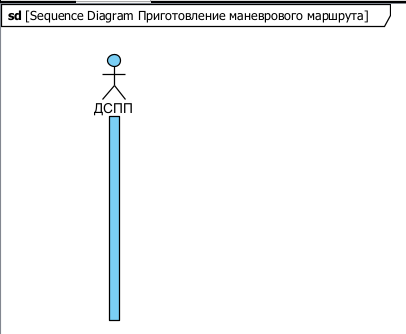 sd [Sequence Diagram Приготовление маневрового маршрута]
ДСПП